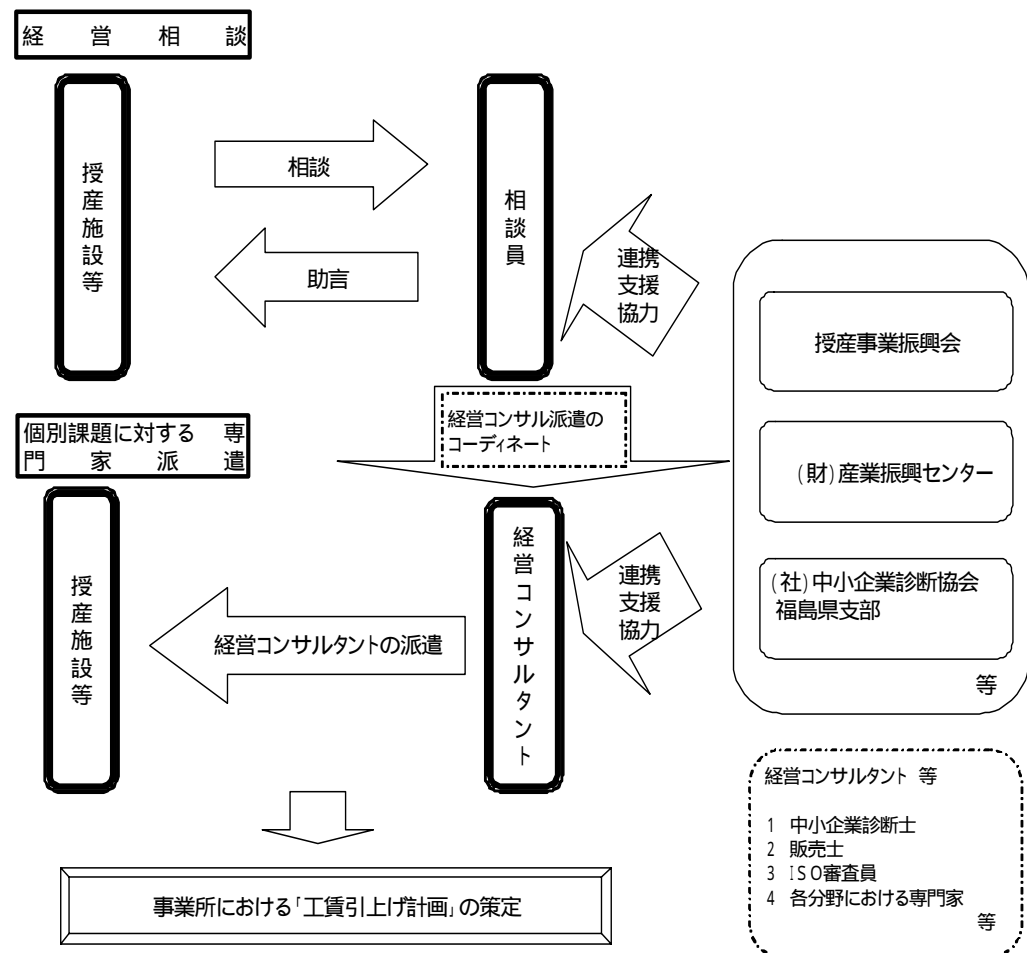 経営相談
授産施設等
相談
助言
相談員
連携
支援
協力
授産事業振興会
(財)産業振興センター
(社)中小企業診断協会
福島県支部
等
経営コンサル派遣の
コーディネート
個別課題に対する 専
門家派遣
授産施設等
経営コンサルタントの派遣
経営コンサルタント
連携
支援
協力
経営コンサルタント 等
1 中小企業診断士
2 販売士
3 ISO審査員
4 各分野における専門家
等
事業所における「工賃引上げ計画」の策定